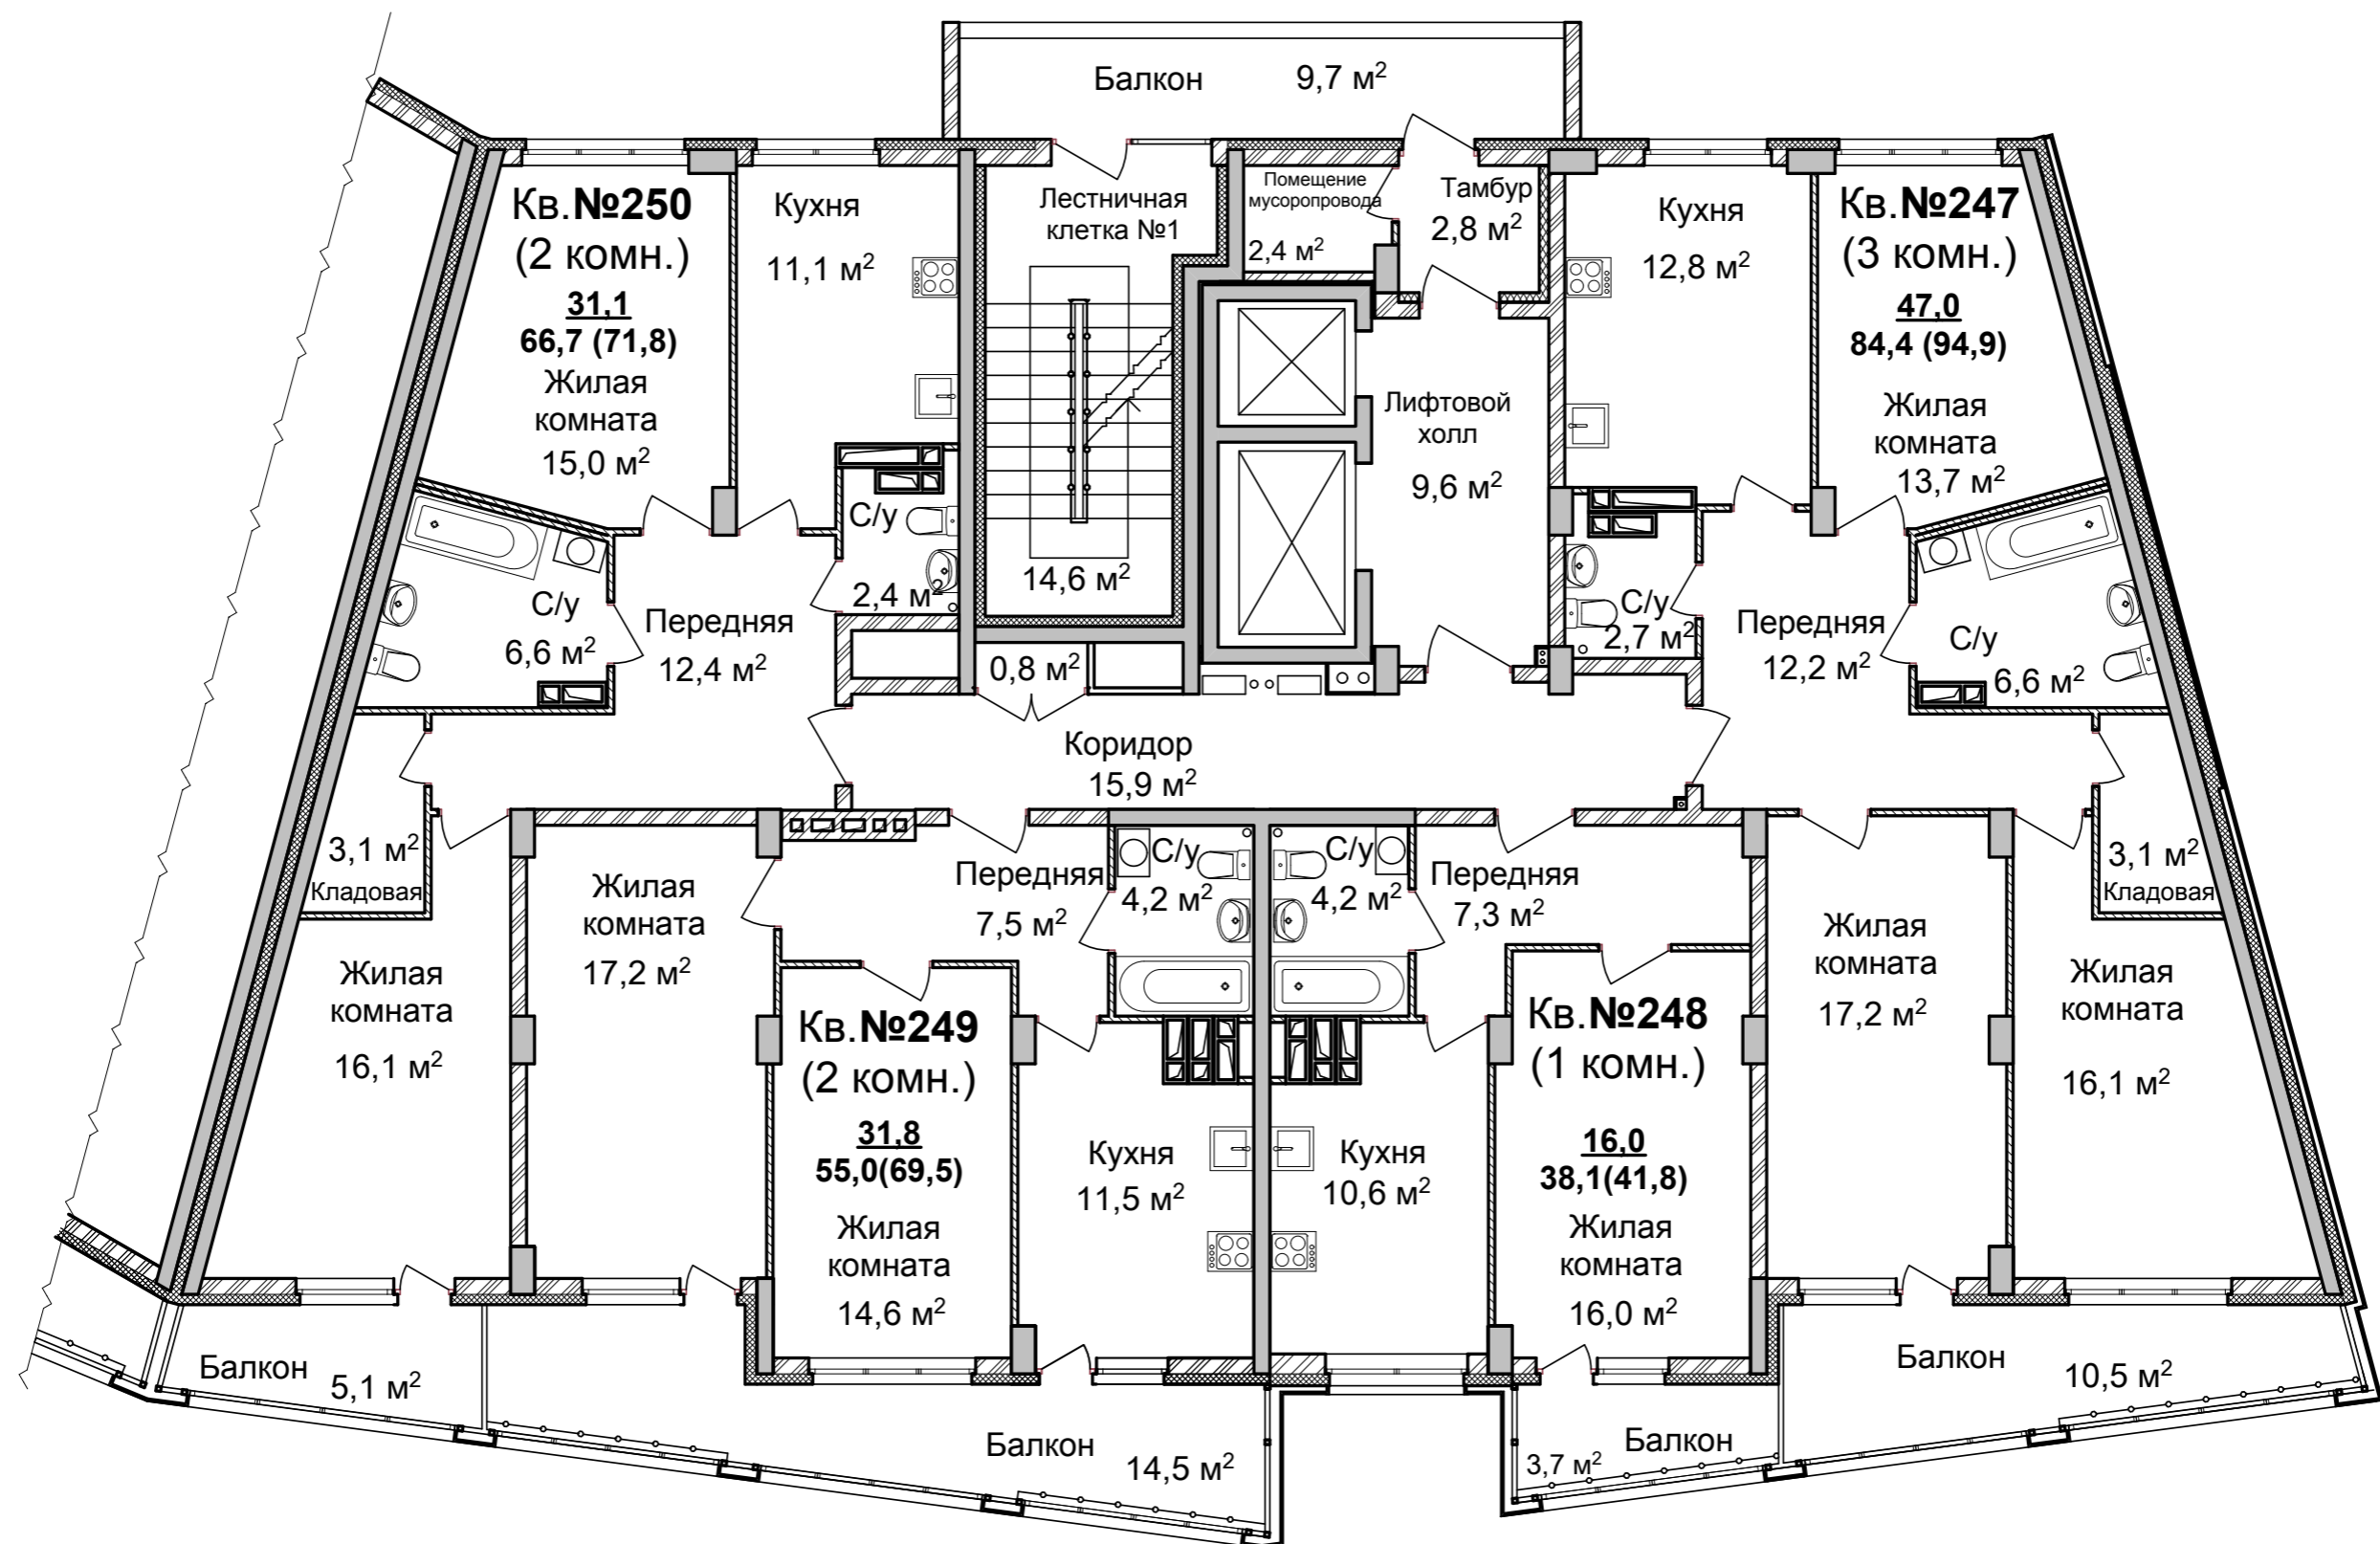 Балкон 9,7 м²
Кв.№250
(2 комн.)
31,1
66,7 (71,8)
Жилая
комната
15,0 м²
Кухня
11,1 м²
Лестничная
клетка №1
14,6 м²
Помещение
мусоропровода
2,4 м²
Тамбур
2,8 м²
Кухня
12,8 м²
Кв.№247
(3 комн.)
47,0
84,4 (94,9)
Жилая
комната
13,7 м²
Лифтовой
холл
9,6 м²
С/у
2,4 м²
С/у
6,6 м²
Передняя
12,4 м²
0,8 м²
С/у
2,7 м²
Передняя
12,2 м²
С/у
6,6 м²
Коридор
15,9 м²
3,1 м²
Кладовая
Жилая
комната
16,1 м²
Жилая
комната
17,2 м²
Передняя
7,5 м²
С/у
4,2 м²
С/у
4,2 м²
Передняя
7,3 м²
3,1 м²
Кладовая
Жилая
комната
17,2 м²
Жилая
комната
16,1 м²
Кв.№249
(2 комн.)
31,8
55,0(69,5)
Жилая
комната
14,6 м²
Кухня
11,5 м²
Кухня
10,6 м²
Кв.№248
(1 комн.)
16,0
38,1(41,8)
Жилая
комната
16,0 м²
Балкон
5,1 м²
Балкон
14,5 м²
Балкон
3,7 м²
Балкон
10,5 м²